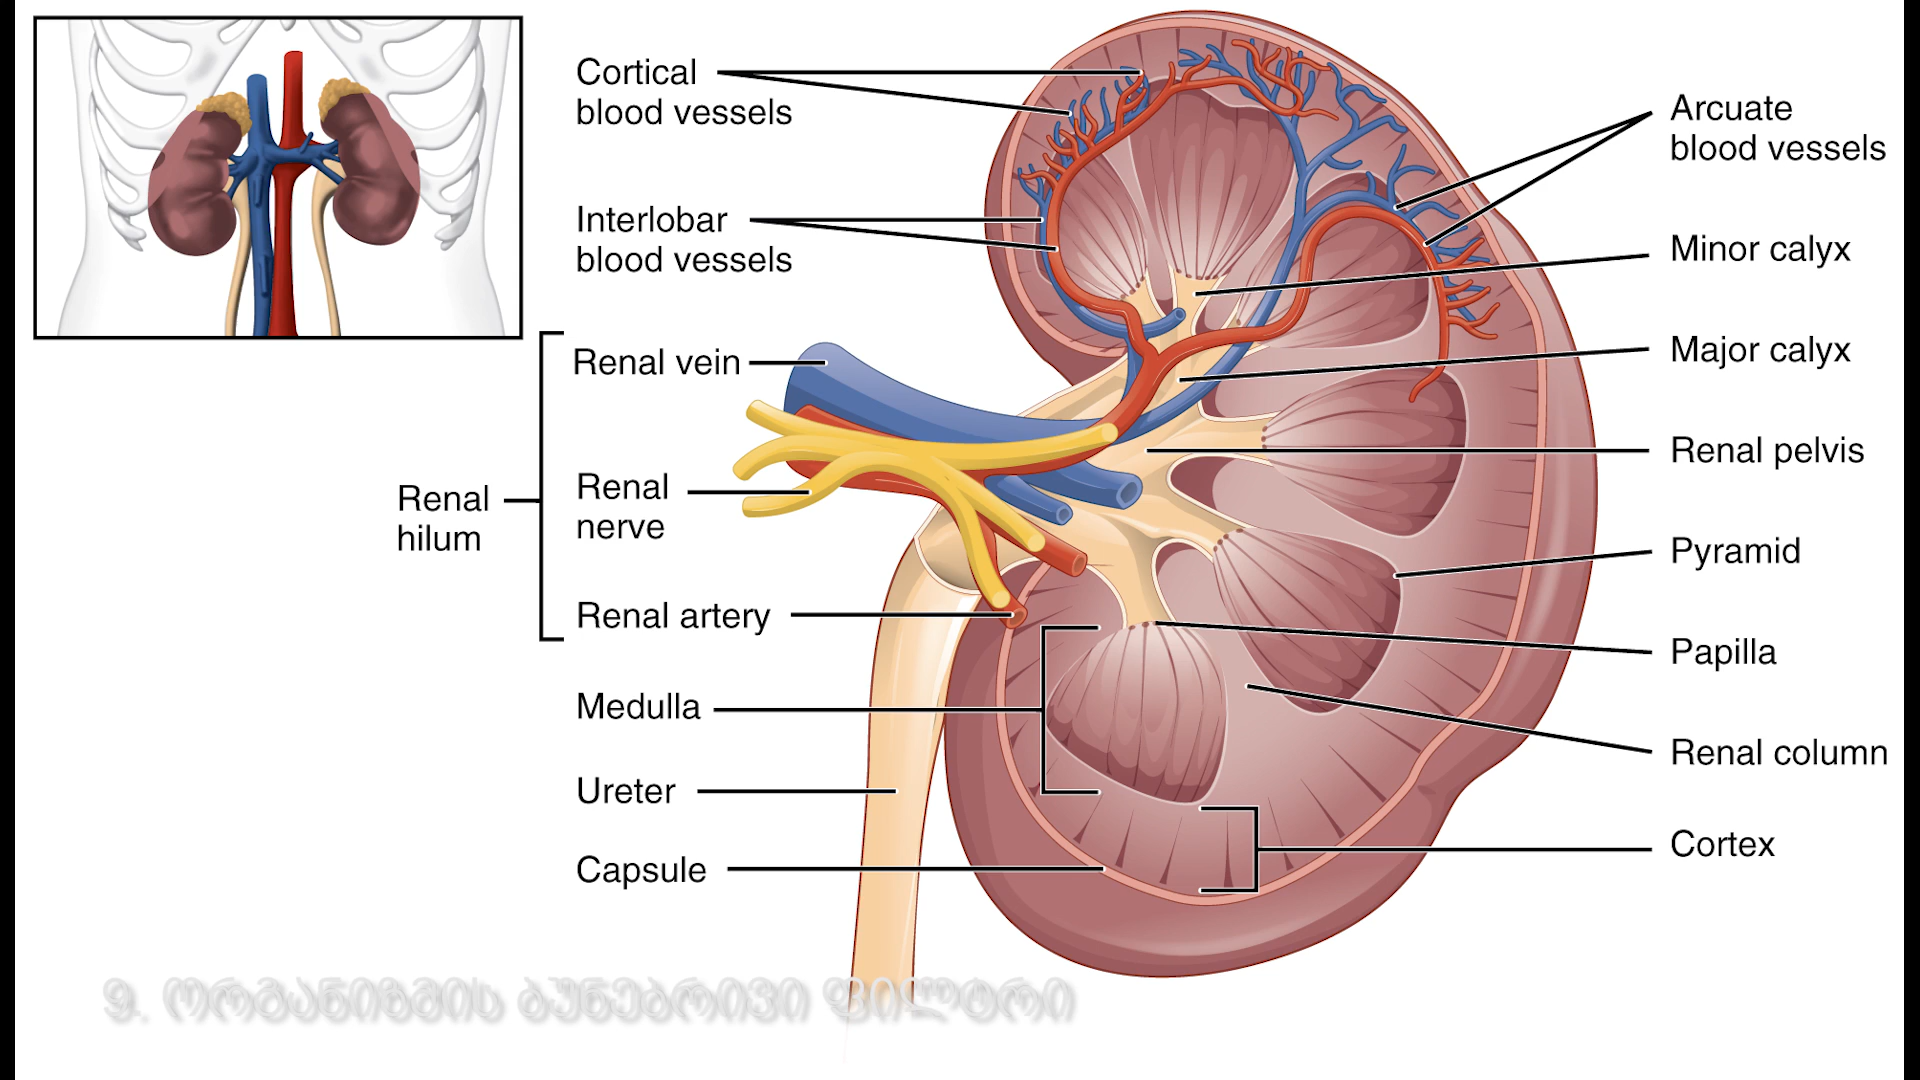 Cortical
blood vessels
Interlobar
blood vessels
Renal vein
Renal
hilum
Renal
nerve
Renal artery
Medulla
Ureter
Capsule
Arcuate
blood vessels
Minor calyx
Major calyx
Renal pelvis
Pyramid
Papilla
Renal column
Cortex
9. ორგანიზმის ბუნებრივი ფილტრი